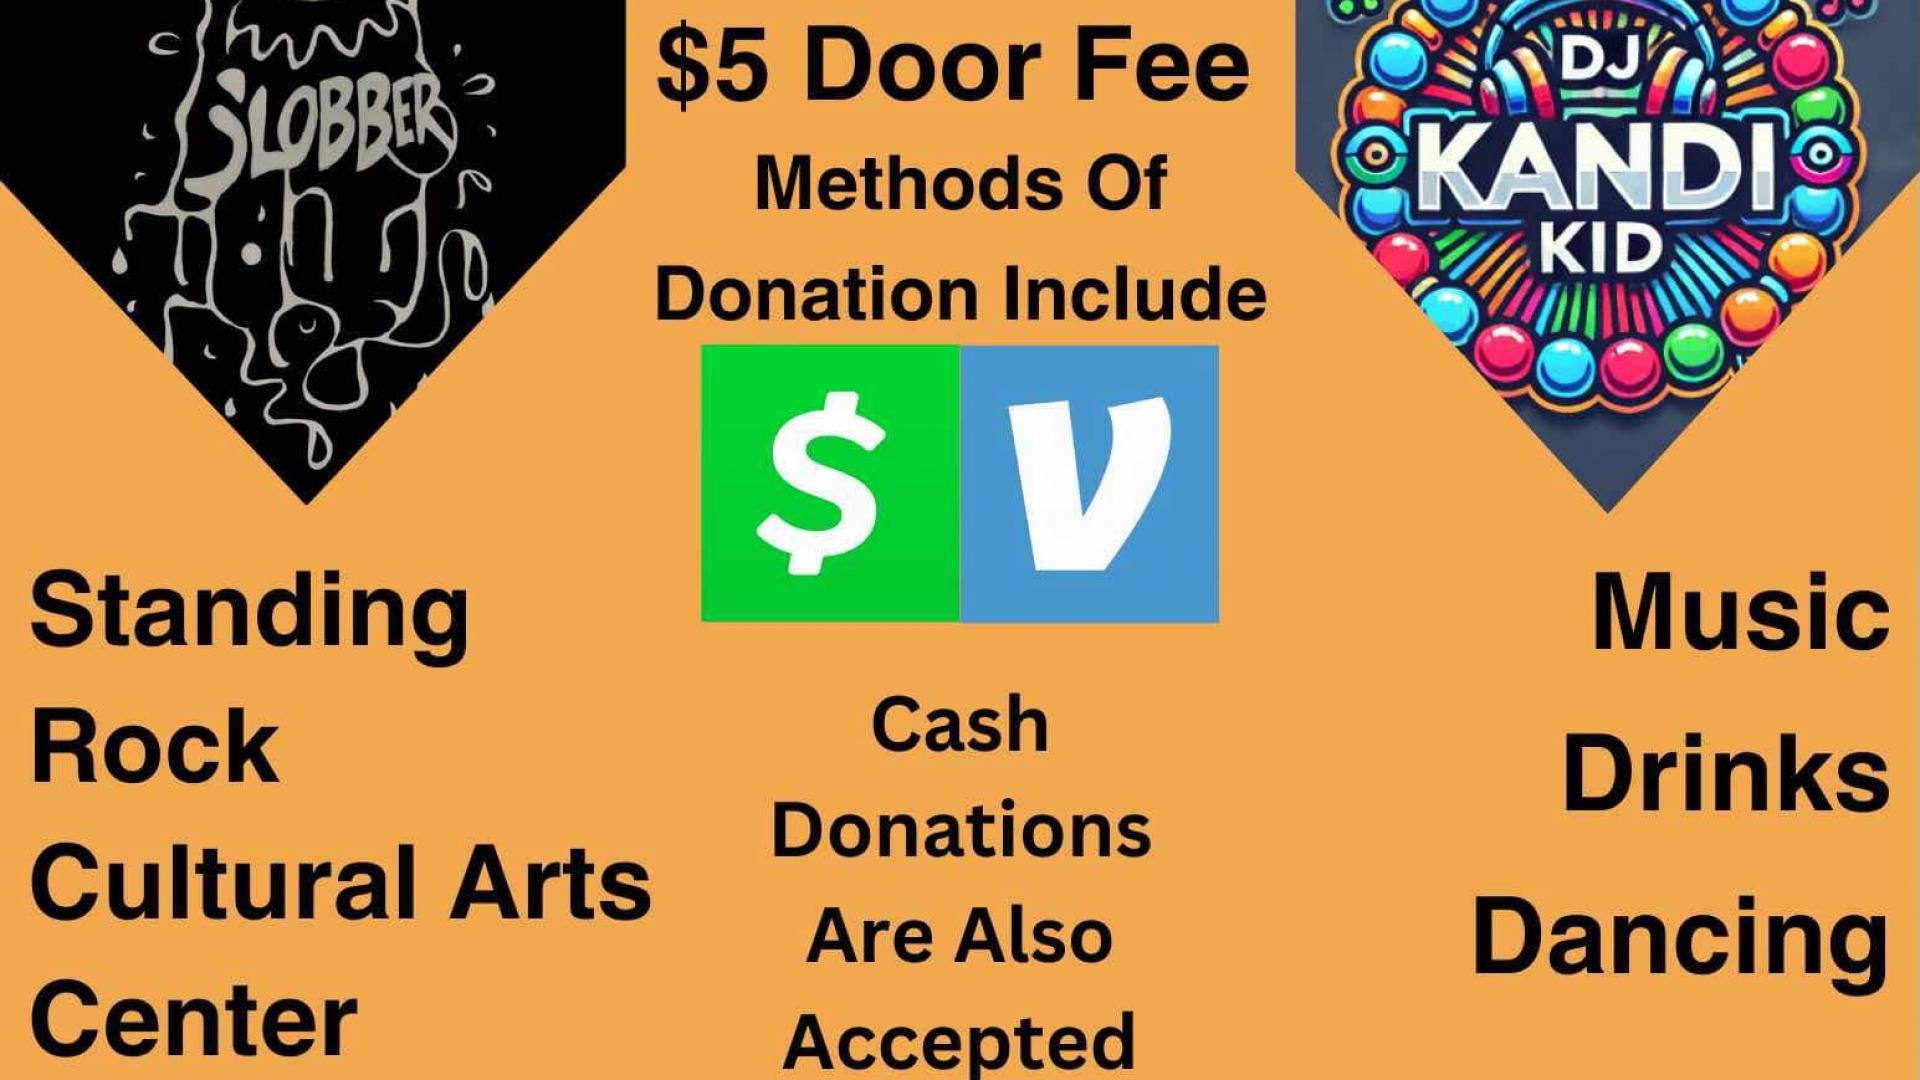 SLOBBER
$5 Door Fee
Methods Of
Donation Include
$ V
DJ
KANDI
KID
Standing
Rock
Cultural Arts
Center
Cash
Donations
Are Also
Accepted
Music
Drinks
Dancing